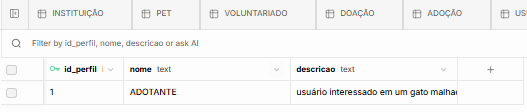 INSTITUIÇÃO PET VOLUNTARIADO DOAÇÃO ADOÇÃO
Filter by id_perfil, nome, descricao or ask AI
id_perfil nome text descricao text
1 ADOTANTE usuário interessado em um gato malhad